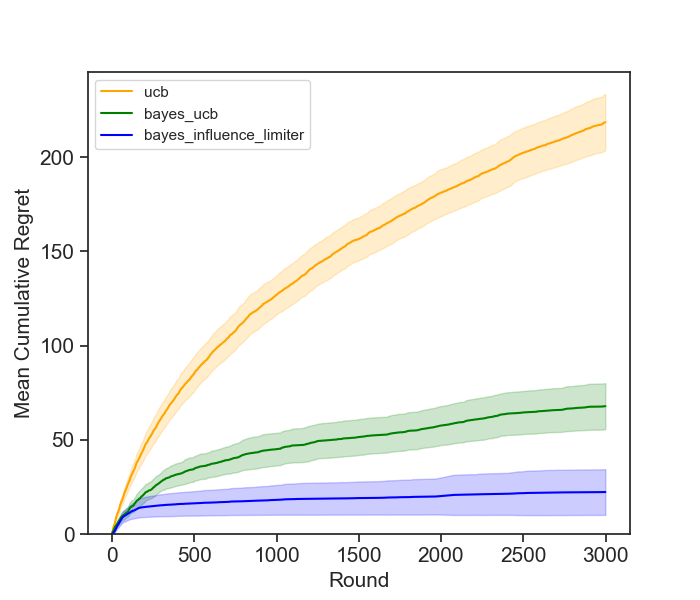 ucb
bayes_ucb
bayes_influence_limiter
Mean Cumulative Regret
200
150
100
50
0
0 500 1000 1500 2000 2500 3000
Round